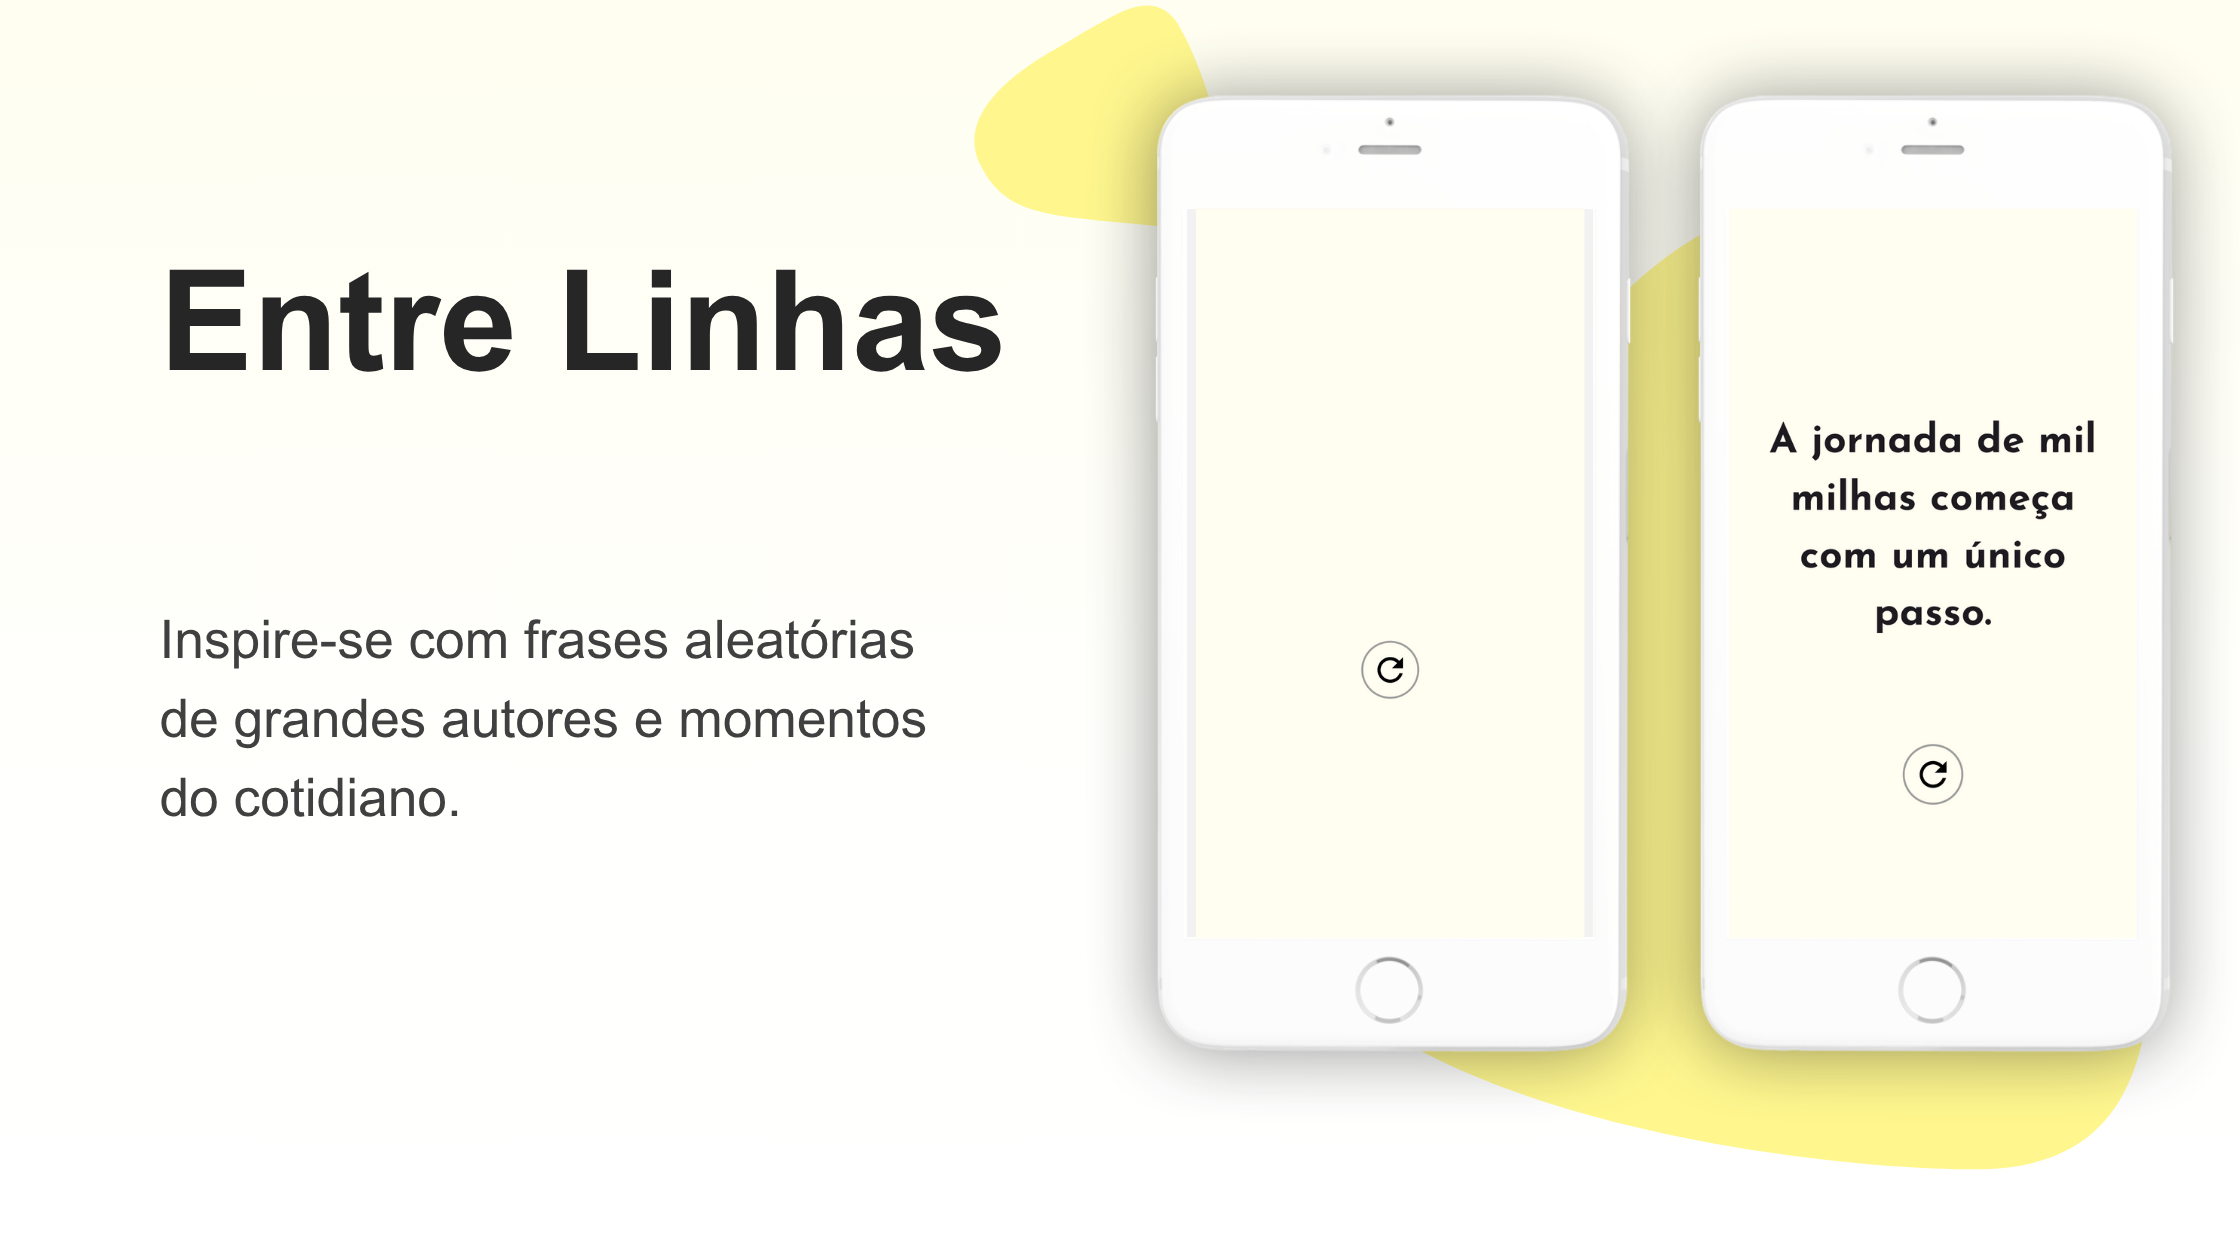 Entre Linhas
Inspire-se com frases aleatórias
de grandes autores e momentos
do cotidiano.
A jornada de mil
milhas começa
com um único
passo.